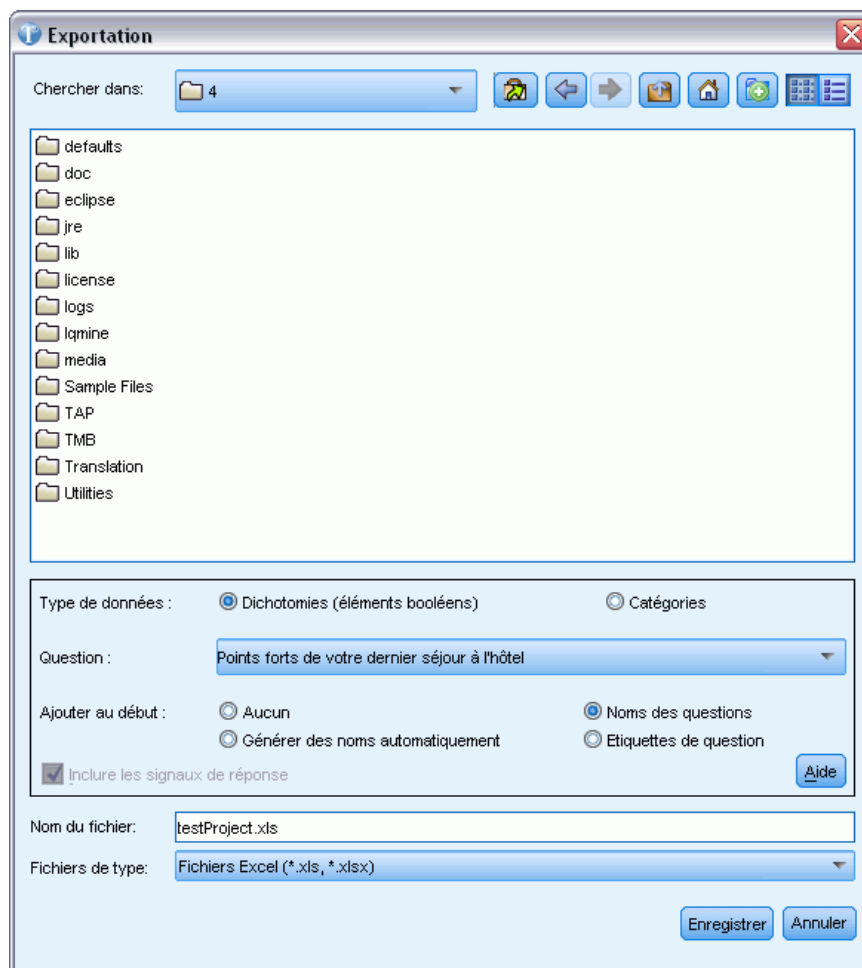 Exportation
Chercher dans: 4
defaults
doc
eclipse
jre
lib
license
logs
lqmine
media
Sample Files
TAP
TMB
Translation
Utilities
Type de données : Dichotomies (éléments booléens) Catégories
Question : Points forts de votre dernier séjour à l'hôtel
Ajouter au début : Aucun Noms des questions
Générer des noms automatiquement Etiquettes de question
Inclure les signaux de réponse Aide
Nom du fichier: testProject.xls
Fichiers de type: Fichiers Excel (*.xls, *.xlsx)
Enregistrer Annuler